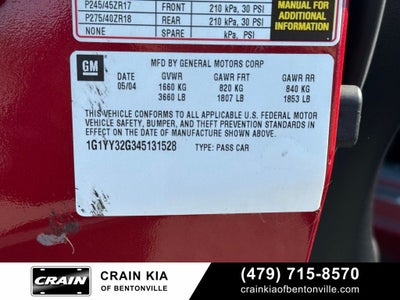 P245/45ZR17 FRONT 210 kPa, 30 PSI
P275/40ZR18 REAR 210 kPa, 30 PSI
NONE SPARE kPa, PSI
MANUAL FOR
ADDITIONAL
INFORMATION
GM
MFD BY GENERAL MOTORS CORP
DATE GVWR GAWR FRT GAWR RR
05/04 1660 KG 820 KG 840 KG
3660 LB 1807 LB 1853 LB
THIS VEHICLE CONFORMS TO ALL APPLICABLE U.S. FEDERAL MOTOR
VEHICLE SAFETY, BUMPER, AND THEFT PREVENTION STANDARDS IN
EFFECT ON THE DATE OF MANUFACTURE SHOWN ABOVE.
1G1YY32G345131528 TYPE: PASS CAR
CRAIN
CRAIN KIA
OF BENTONVILLE
(479) 715-8570
crainkiaofbentonville.com